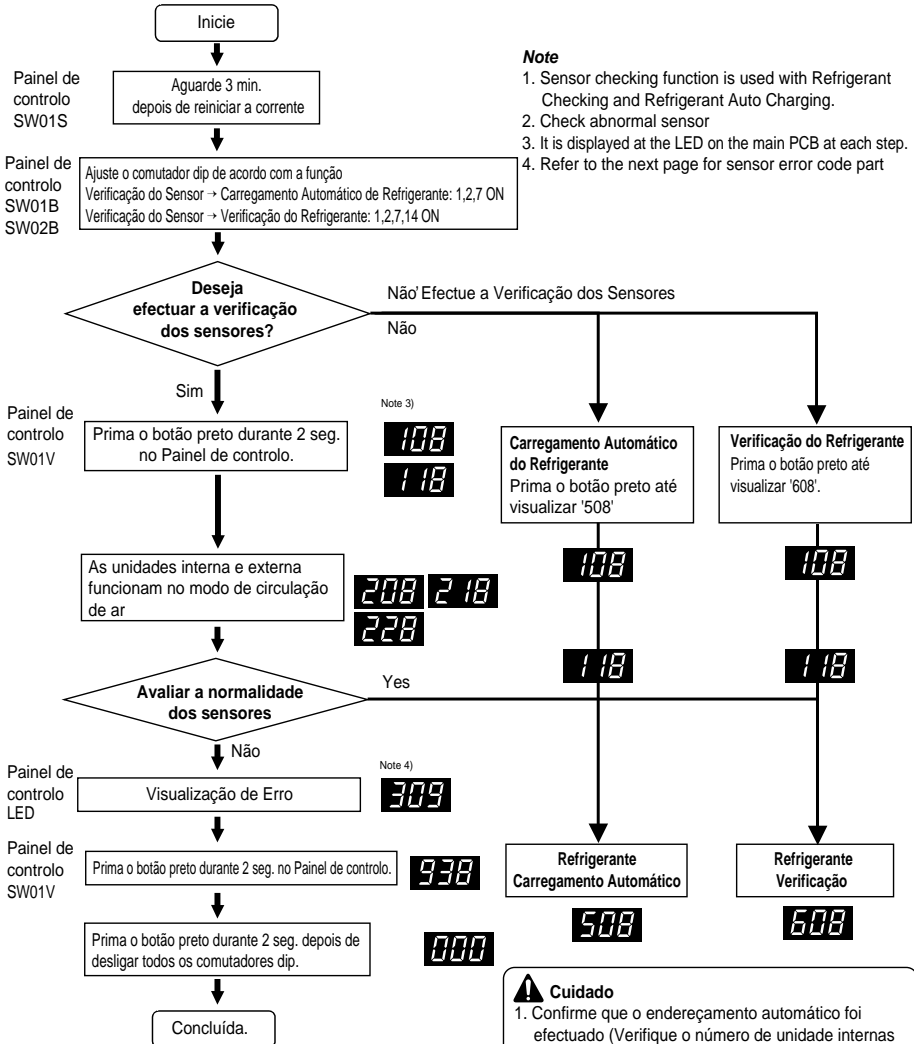 Inicie
Painel de
controlo
SW01S
Aguarde 3 min.
depois de reiniciar a corrente
Note
1. Sensor checking function is used with Refrigerant
Checking and Refrigerant Auto Charging.
2. Check abnormal sensor
3. It is displayed at the LED on the main PCB at each step.
4. Refer to the next page for sensor error code part
Painel de
controlo
SW01B
SW02B
Ajuste o comutador dip de acordo com a função
Verificação do Sensor → Carregamento Automático de Refrigerante: 1,2,7 ON
Verificação do Sensor → Verificação do Refrigerante: 1,2,7,14 ON
Deseja
efectuar a verificação
dos sensores?
Não' Efectue a Verificação dos Sensores
Não
Sim
Painel de
controlo
SW01V
Prima o botão preto durante 2 seg.
no Painel de controlo.
Note 3)
108
118
Carregamento Automático
do Refrigerante
Prima o botão preto até
visualizar '508'
Verificação do Refrigerante
Prima o botão preto até
visualizar '608'.
108
108
As unidades interna e externa
funcionam no modo de circulação
de ar
208 218
228
118
118
Avaliar a normalidade
dos sensores
Yes
Não
Painel de
controlo
LED
Visualização de Erro
Note 4)
309
Painel de
controlo
SW01V
Prima o botão preto durante 2 seg. no Painel de controlo.
938
Refrigerante
Carregamento Automático
508
Refrigerante
Verificação
608
Prima o botão preto durante 2 seg. depois de
desligar todos os comutadores dip.
000
Concluída.
Cuidado
1. Confirme que o endereçamento automático foi
efectuado (Verifique o número de unidade internas